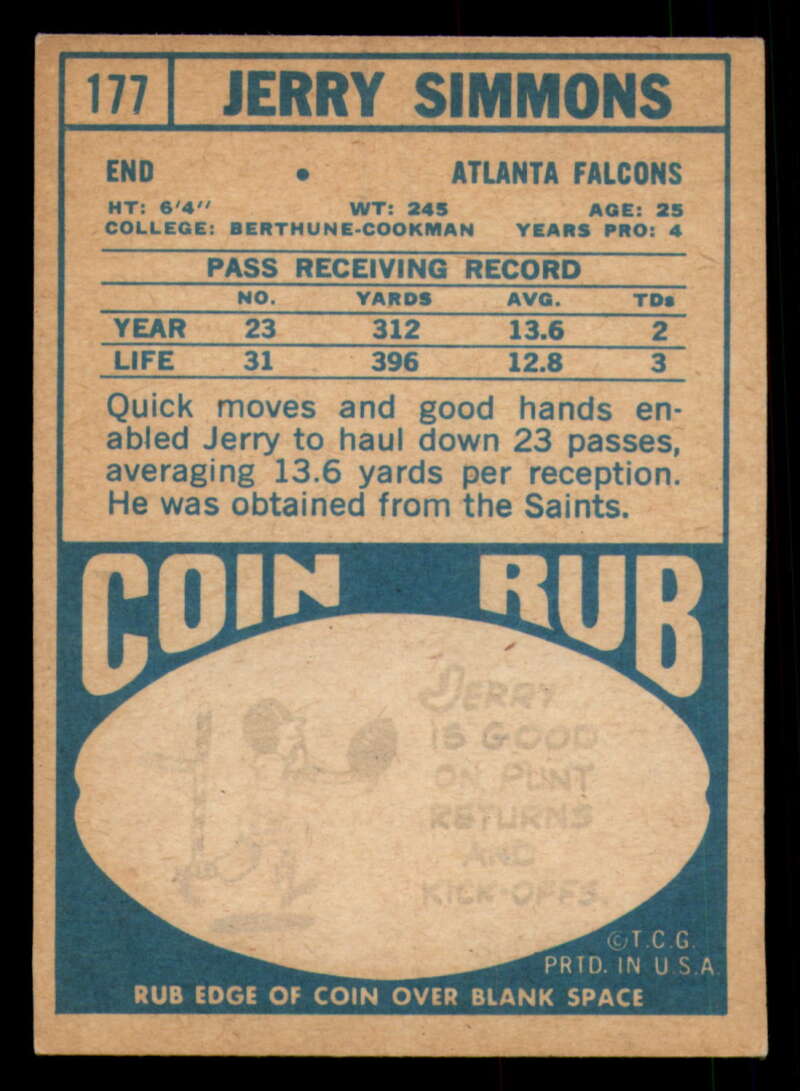 177 JERRY SIMMONS
END • ATLANTA FALCONS
HT: 6'4'' WT: 245 AGE: 25
COLLEGE: BERTHUNE-COOKMAN YEARS PRO: 4
PASS RECEIVING RECORD
NO. YARDS AVG. TDs
YEAR 23 312 13.6 2
LIFE 31 396 12.8 3
Quick moves and good hands en-
abled Jerry to haul down 23 passes,
averaging 13.6 yards per reception.
He was obtained from the Saints.
COIN RUB
JERRY
IS GOOD
ON PUNT
RETURNS
AND
KICK-OFFS.
©T.C.G.
PRTD. IN U.S.A.
RUB EDGE OF COIN OVER BLANK SPACE